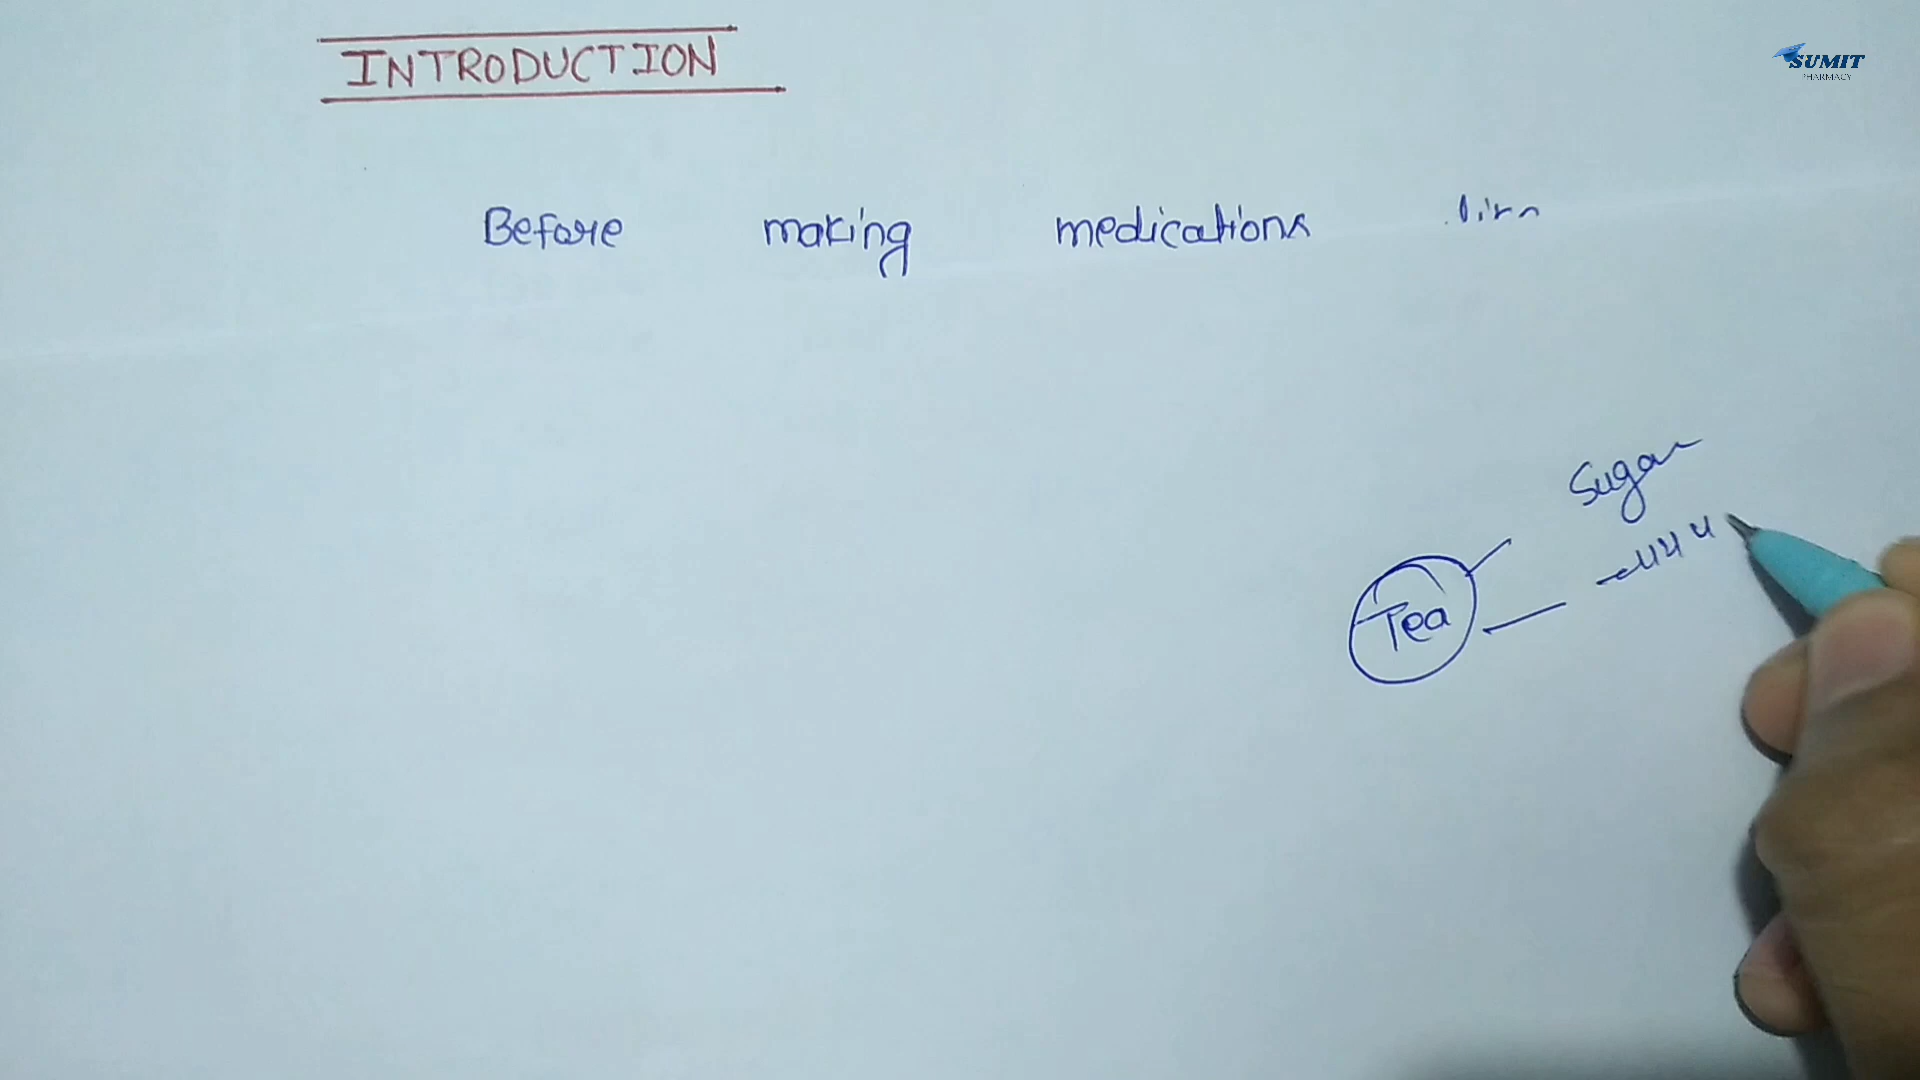 INTRODUCTION
SUMIT
PHARMACY
Before making medications
Sugar
Tea